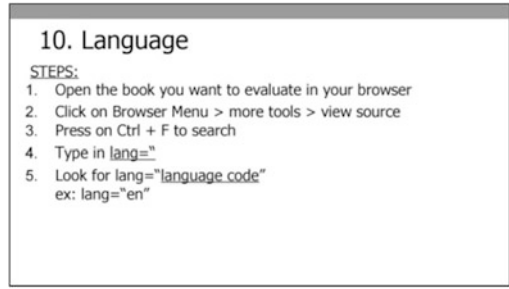 10. Language
STEPS:
1. Open the book you want to evaluate in your browser
2. Click on Browser Menu > more tools > view source
3. Press on Ctrl + F to search
4. Type in lang=“
5. Look for lang=“language code”
ex: lang=“en”